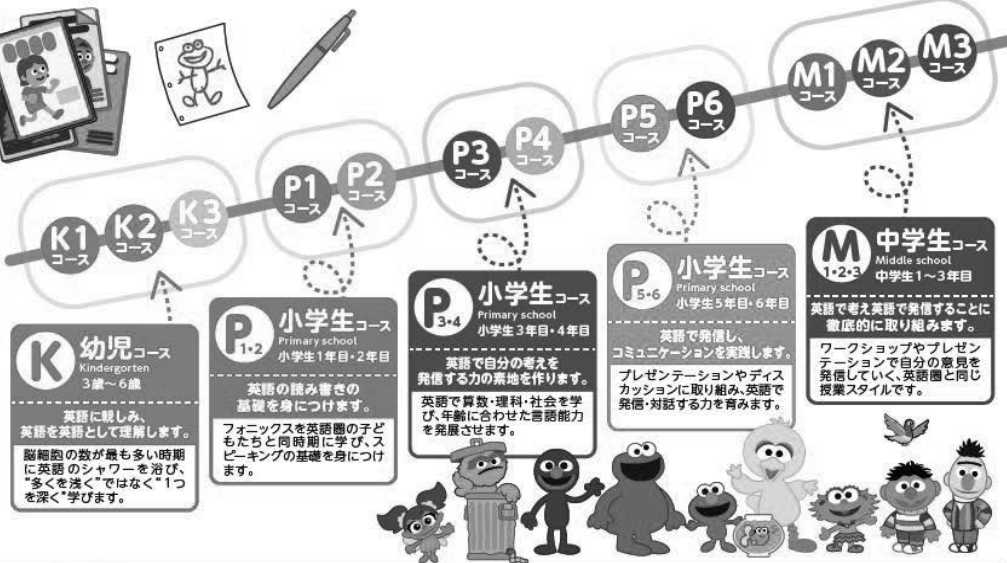 K1
コース
K2
コース
K3
コース
P1
コース
P2
コース
P3
コース
P4
コース
P5
コース
P6
コース
M1
コース
M2
コース
M3
コース
K
幼児コース
Kindergorten
3歳～6歳
英語に親しみ、
英語を英語として理解します。
脳細胞の数が最も多い時期
に英語のシャワーを浴び、
“多くを浅く”ではなく“1つ
を深く”学びます。
P
1・2
小学生コース
Primary school
小学生1年目・2年目
英語の読み書きの
基礎を身につけます。
フォニックスを英語圏の子ど
もたちと同時期に学び、ス
ピーキングの基礎を身につけ
ます。
P
3・4
小学生コース
Primary school
小学生3年目・4年目
英語で自分の考えを
発信する力の素地を作ります。
英語で算数・理科・社会を学
び、年齢に合わせた言語能力
を発展させます。
P
5・6
小学生コース
Primary school
小学生5年目・6年目
英語で発信し、
コミュニケーションを実践します。
プレゼンテーションやディス
カッションに取り組み、英語で
発信・対話する力を育みます。
M
1・2・3
中学生コース
Middle school
中学生1～3年目
英語で考え英語で発信することに
徹底的に取り組みます。
ワークショップやプレゼン
テーションで自分の意見を
発信していく、英語圏と同じ
授業スタイルです。